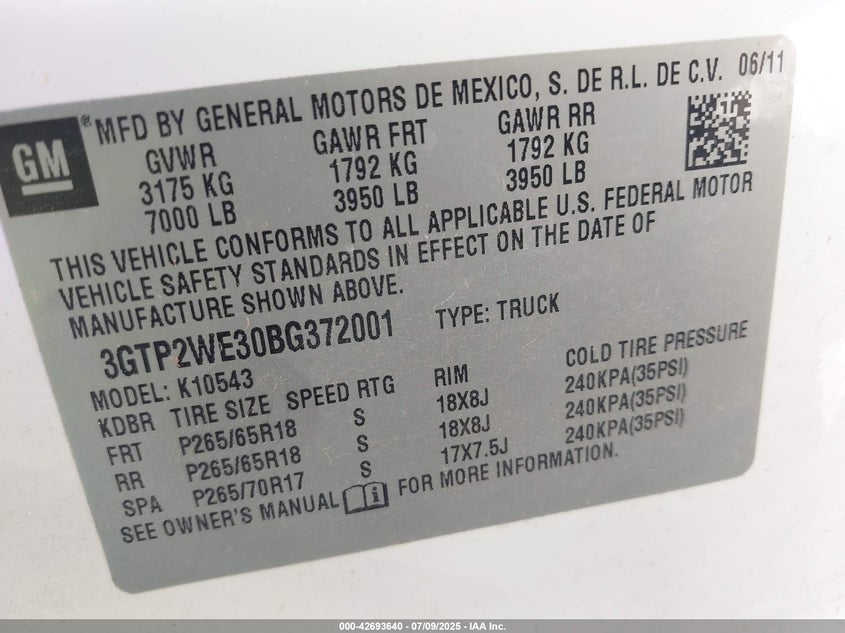 GM
® MFD BY GENERAL MOTORS DE MEXICO, S. DE R.L. DE C.V. 06/11
GVWR GAWR FRT GAWR RR
3175 KG 1792 KG 1792 KG
7000 LB 3950 LB 3950 LB
THIS VEHICLE CONFORMS TO ALL APPLICABLE U.S. FEDERAL MOTOR
VEHICLE SAFETY STANDARDS IN EFFECT ON THE DATE OF
MANUFACTURE SHOWN ABOVE.
3GTP2WE30BG372001 TYPE: TRUCK
MODEL: K10543
KDBR TIRE SIZE SPEED RTG RIM COLD TIRE PRESSURE
FRT P265/65R18 S 18X8J 240KPA(35PSI)
RR P265/65R18 S 18X8J 240KPA(35PSI)
SPA P265/70R17 S 17X7.5J 240KPA(35PSI)
SEE OWNER'S MANUAL FOR MORE INFORMATION.
000-42693640 - 07/09/2025 - IAA Inc.